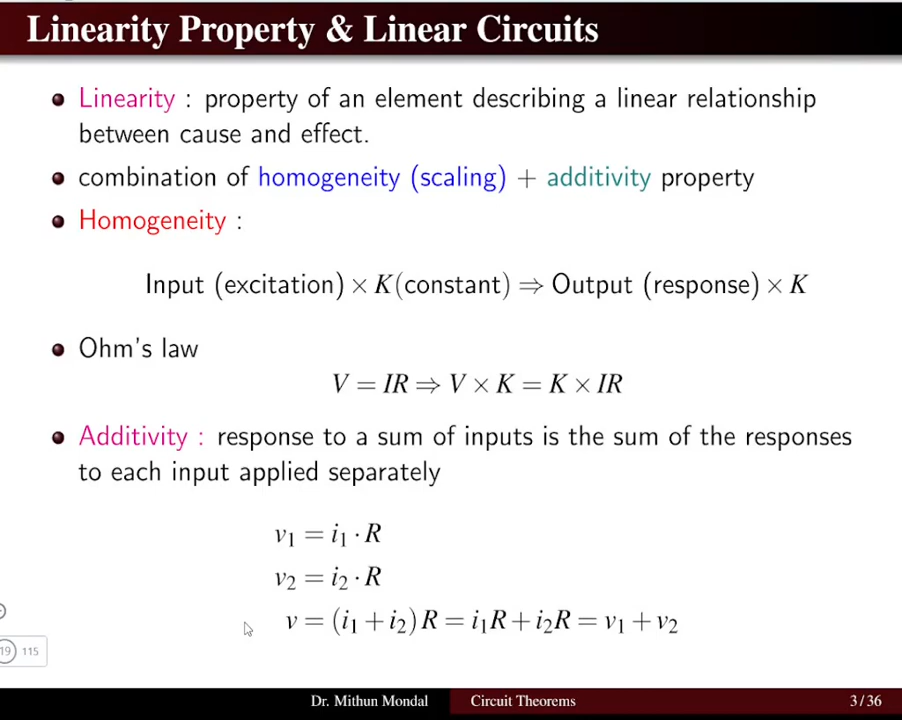 Linearity Property & Linear Circuits
Linearity : property of an element describing a linear relationship
between cause and effect.
combination of homogeneity (scaling) + additivity property
Homogeneity :
Input (excitation) × K(constant) ⇒ Output (response) × K
Ohm's law
V = IR ⇒ V × K = K × IR
Additivity : response to a sum of inputs is the sum of the responses
to each input applied separately
v₁ = i₁ · R
v₂ = i₂ · R
v = (i₁ + i₂) R = i₁R + i₂R = v₁ + v₂
19 115
Dr. Mithun Mondal Circuit Theorems 3 / 36